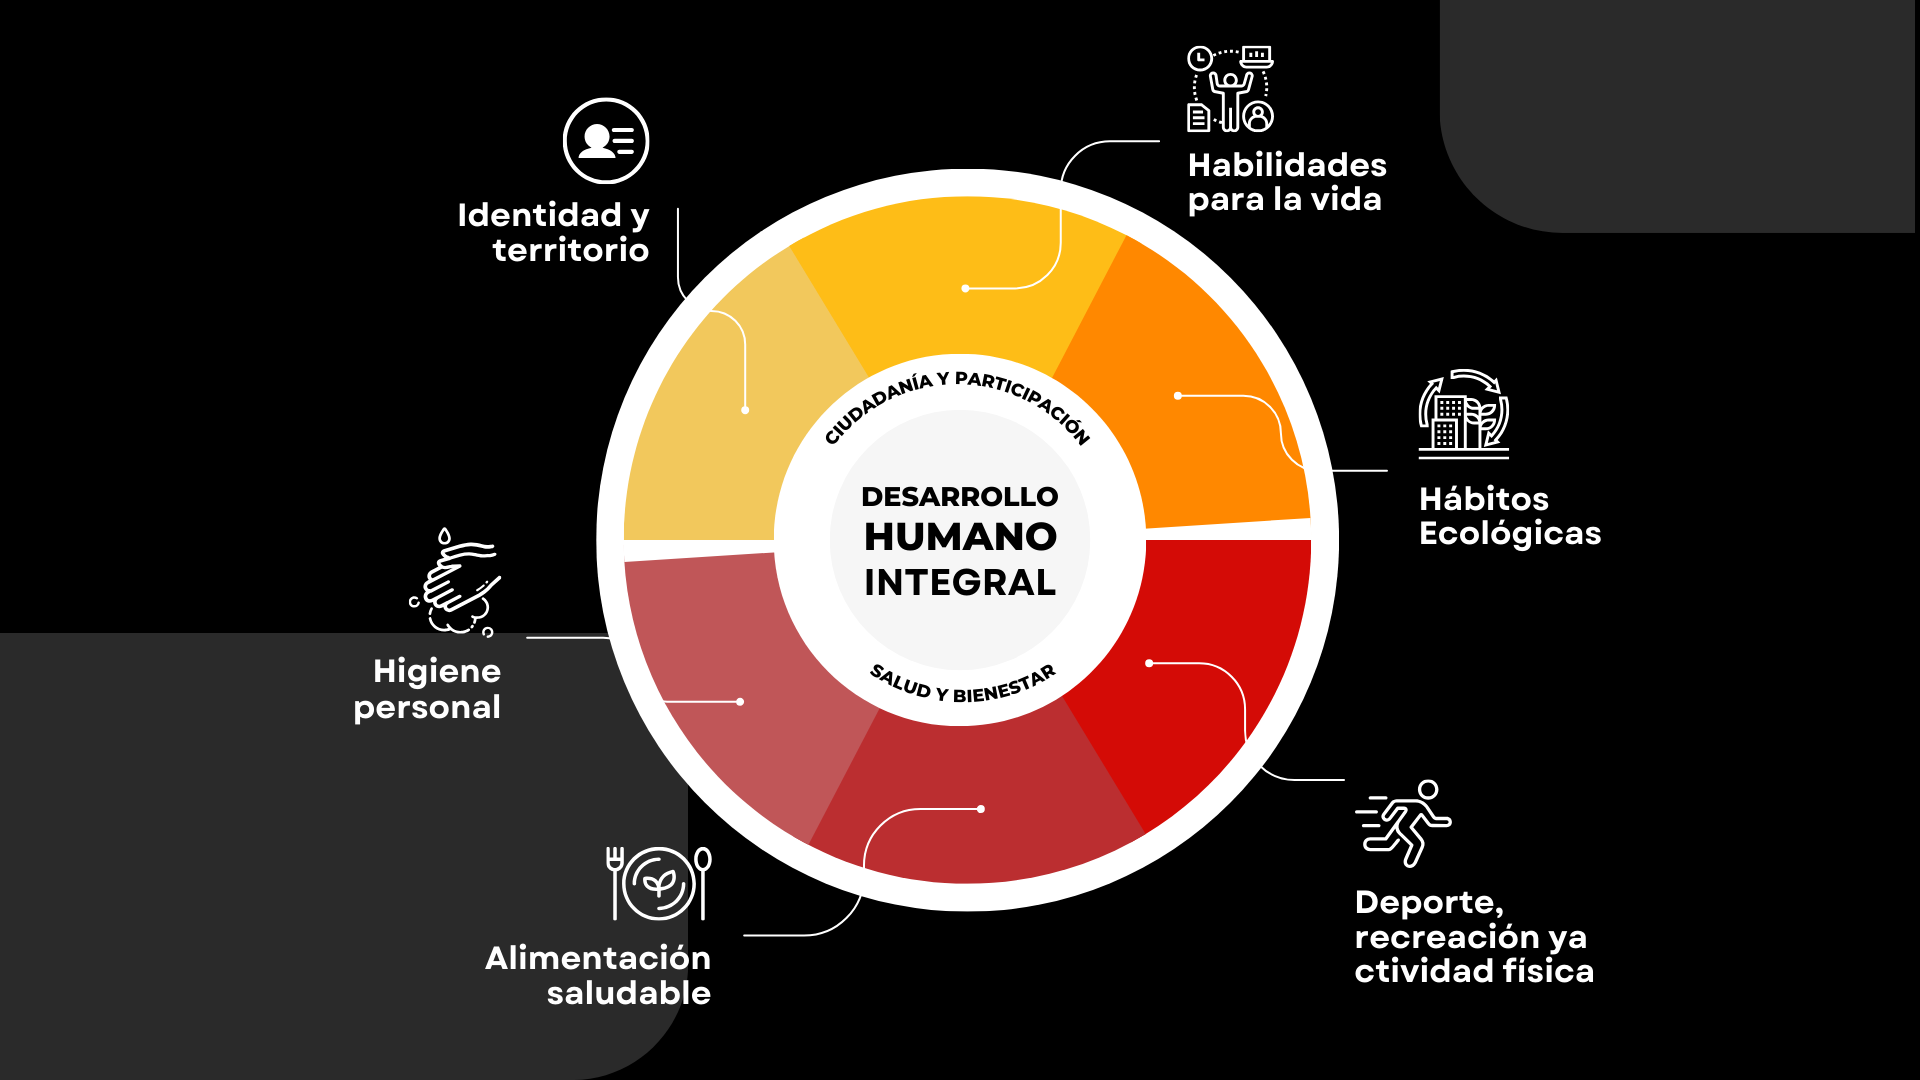 Habilidades
para la vida
Identidad y
territorio
CIUDADANÍA Y PARTICIPACIÓN
DESARROLLO
HUMANO
INTEGRAL
SALUD Y BIENESTAR
Hábitos
Ecológicas
Higiene
personal
Deporte,
recreación ya
ctividad física
Alimentación
saludable